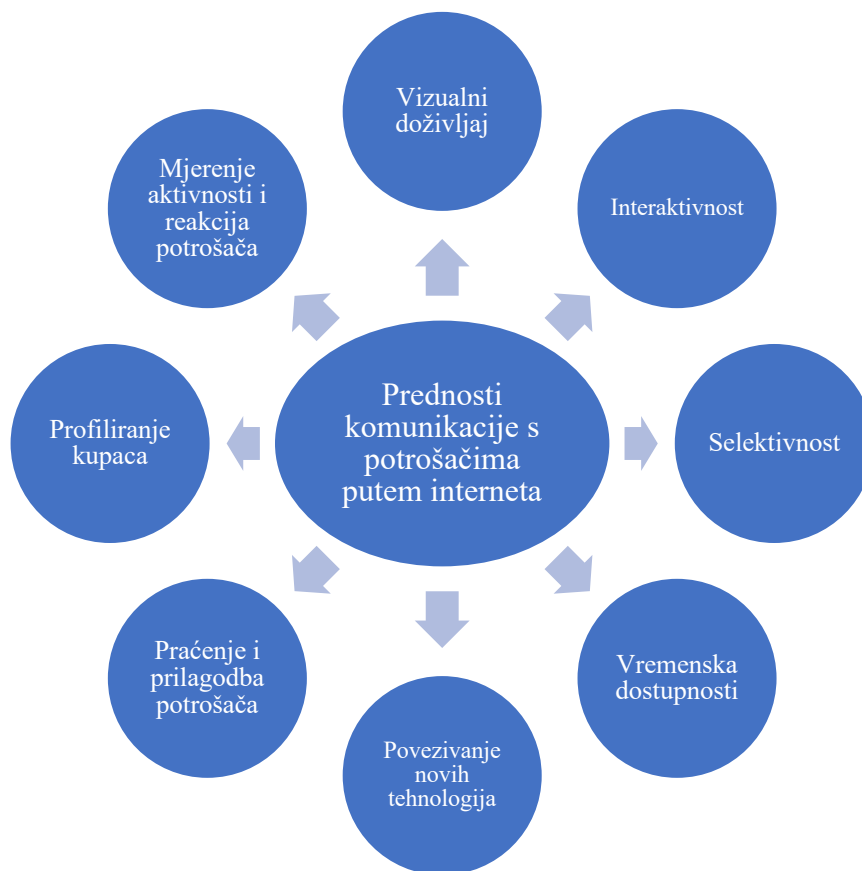 Vizualni
doživljaj
Interaktivnost
Selektivnost
Vremenska
dostupnosti
Povezivanje
novih
tehnologija
Praćenje i
prilagodba
potrošača
Profiliranje
kupaca
Mjerenje
aktivnosti i
reakcija
potrošača
Prednosti
komunikacije s
potrošačima
putem interneta